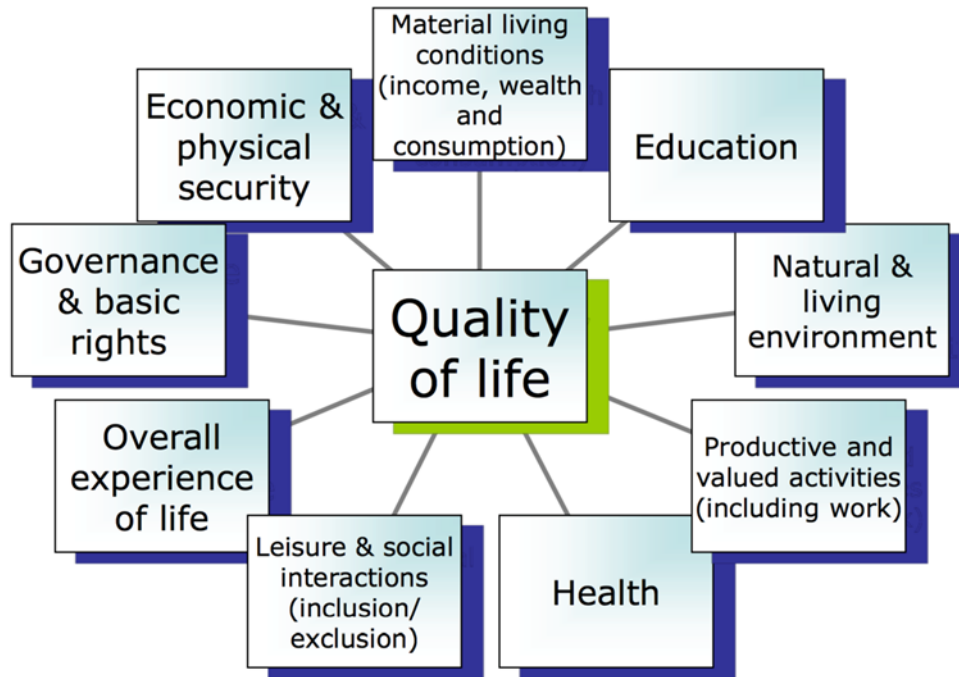 Material living
conditions
(income, wealth
and
consumption)
Economic &
physical
security
Education
Governance
& basic
rights
Quality
of life
Natural &
living
environment
Overall
experience
of life
Productive and
valued activities
(including work)
Leisure & social
interactions
(inclusion/
exclusion)
Health